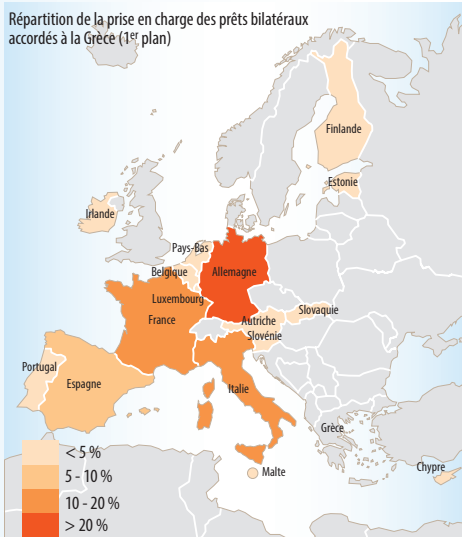 Répartition de la prise en charge des prêts bilatéraux
accordés à la Grèce (1er plan)
Finlande
Estonie
Irlande
Pays-Bas
Belgique
Allemagne
Luxembourg
France
Slovaquie
Autriche
Slovénie
Portugal
Espagne
Italie
Grèce
Malte
Chypre
< 5 %
5 - 10 %
10 - 20 %
> 20 %